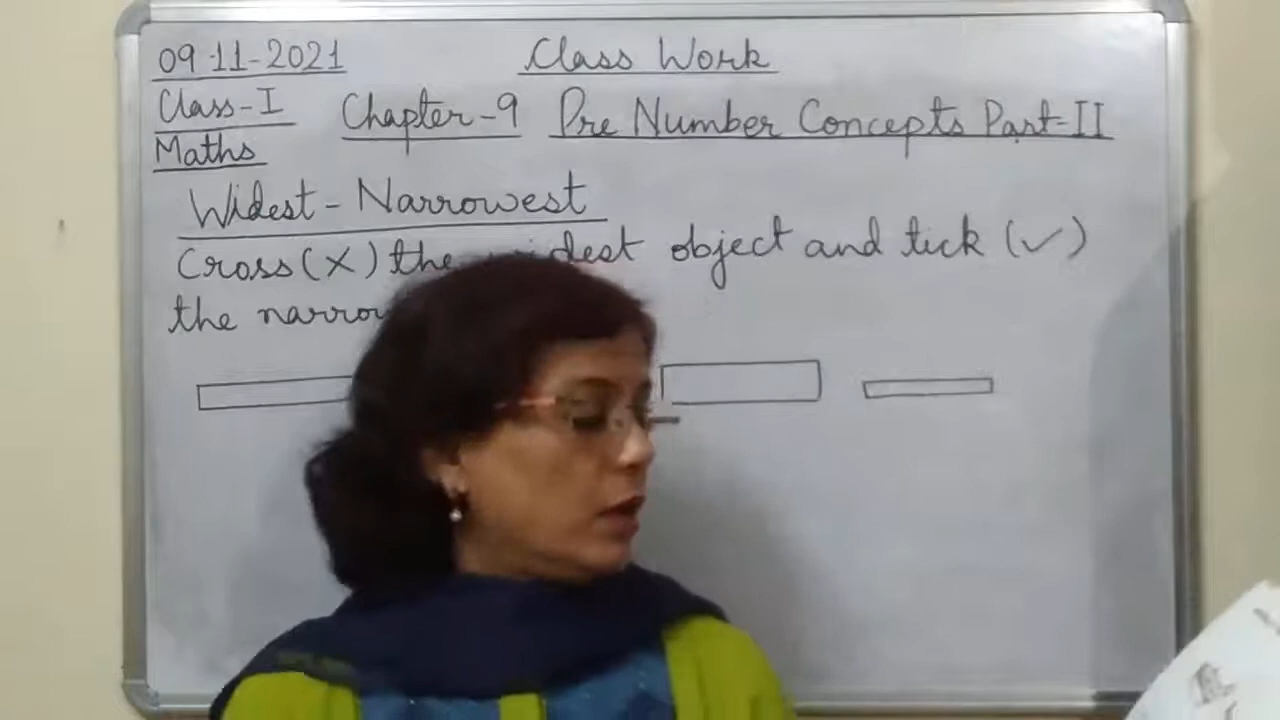 09-11-2021 Class Work
Class-I Chapter-9 Pre Number Concepts Part-II
Maths
Widest - Narrowest
Cross (X) the widest object and tick (✓)
the